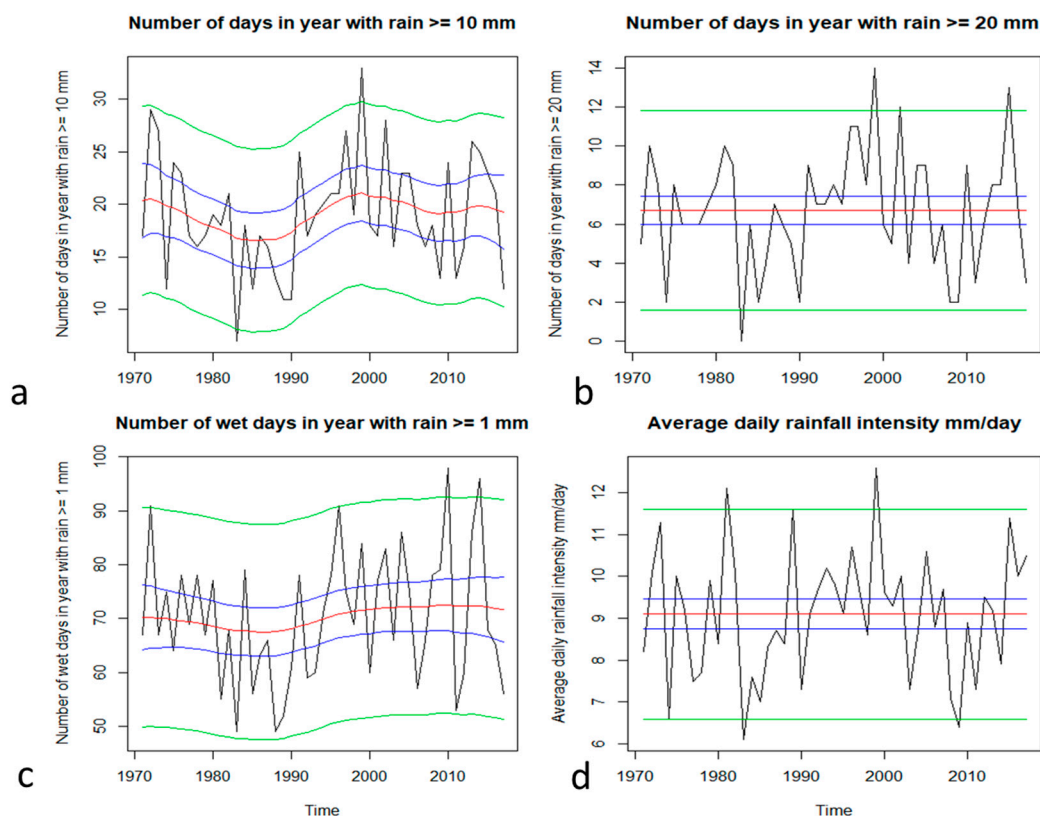 Number of days in year with rain >= 10 mm
Number of days in year with rain >= 10 mm
30
25
20
15
10
1970 1980 1990 2000 2010
a
Number of days in year with rain >= 20 mm
Number of days in year with rain >= 20 mm
14
12
10
8
6
4
2
0
1970 1980 1990 2000 2010
b
Number of wet days in year with rain >= 1 mm
Number of wet days in year with rain >= 1 mm
100
90
80
70
60
50
1970 1980 1990 2000 2010
Time
c
Average daily rainfall intensity mm/day
Average daily rainfall intensity mm/day
12
11
10
9
8
7
6
1970 1980 1990 2000 2010
Time
d